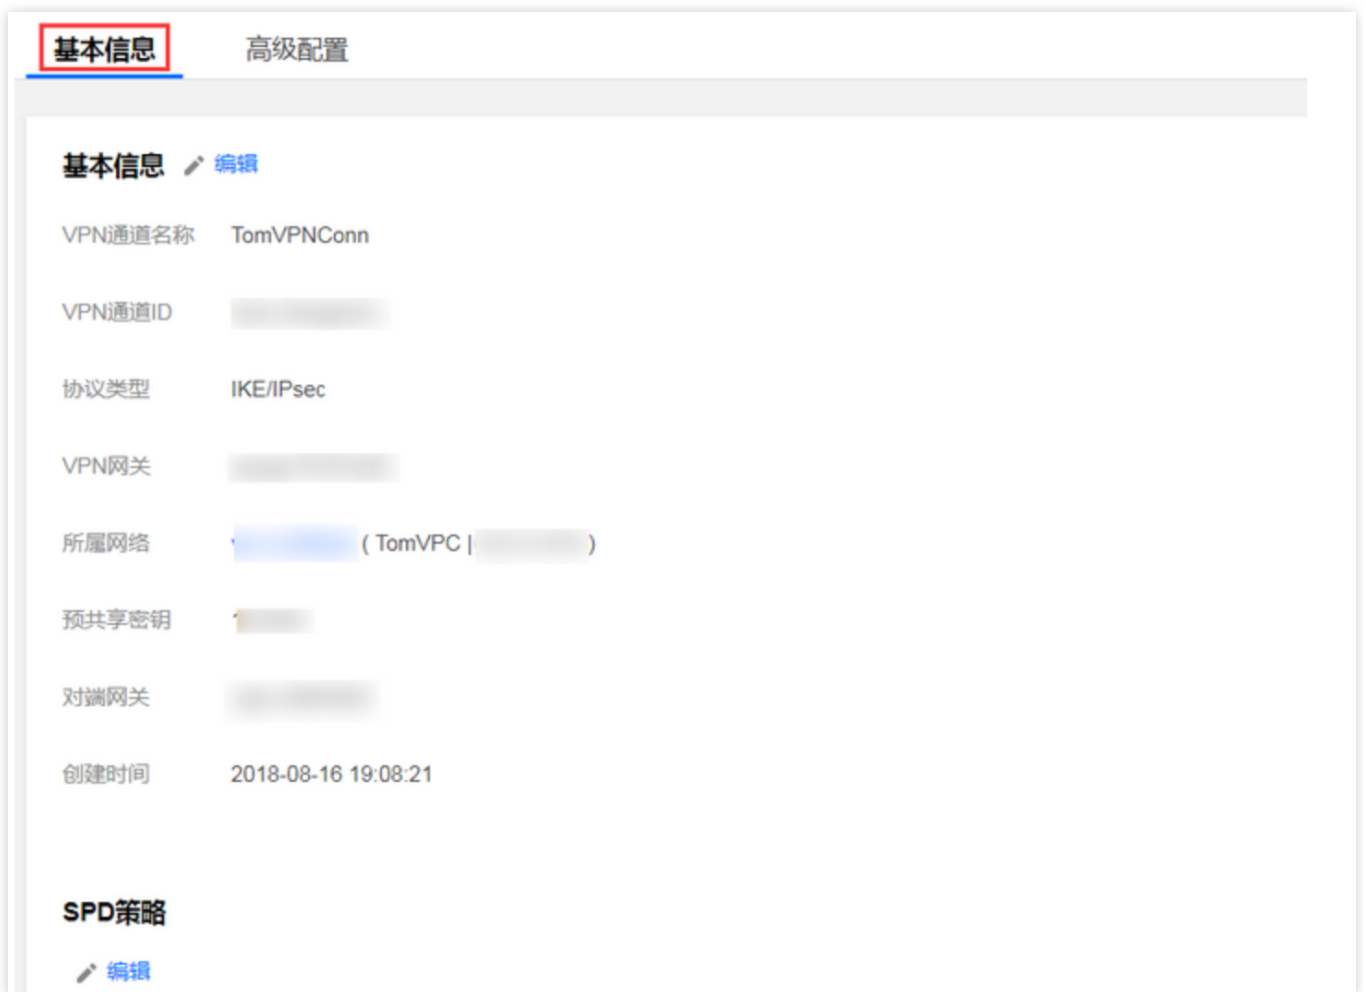 基本信息 高级配置
基本信息 编辑
VPN通道名称 TomVPNConn
VPN通道ID
协议类型 IKE/IPsec
VPN网关
所属网络 ( TomVPC | )
预共享密钥
对端网关
创建时间 2018-08-16 19:08:21
SPD策略
编辑